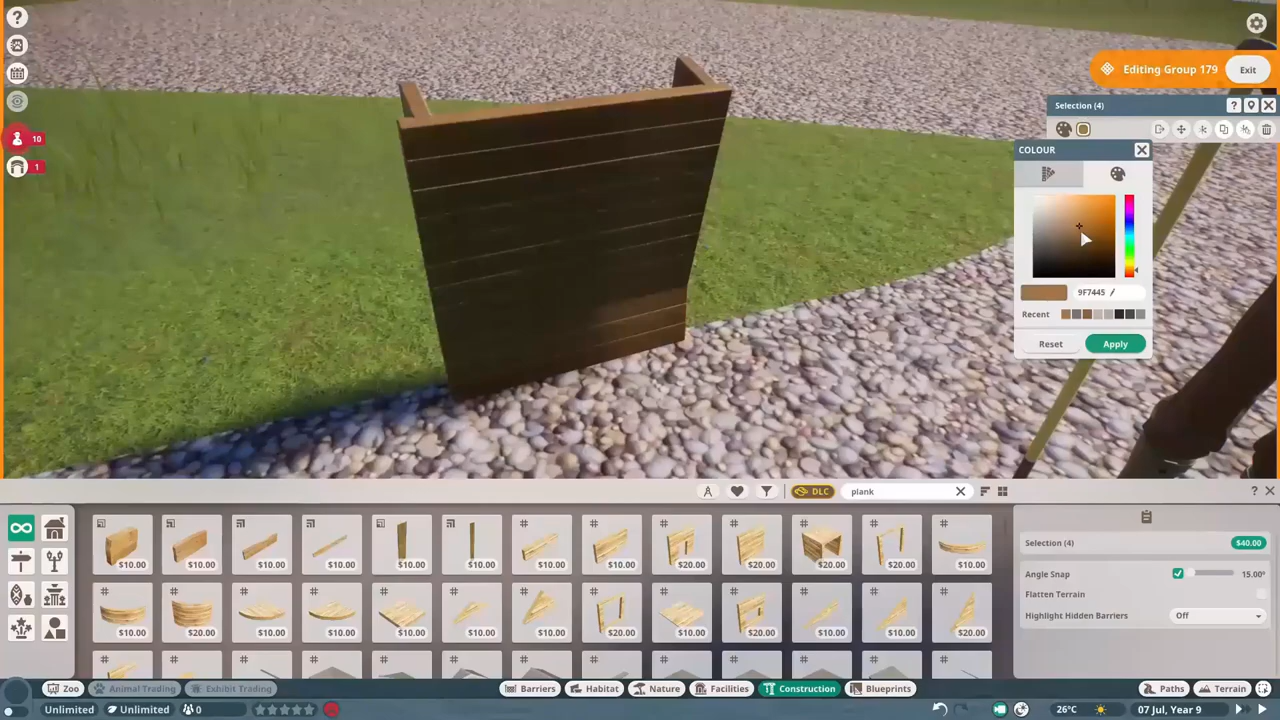 ?
Editing Group 179
Exit
Selection (4)
?
10
1
COLOUR
9F7445
Recent
Reset
Apply
DLC
plank
?
$10.00 $10.00 $10.00 $10.00 $10.00 $10.00 $10.00 $10.00 $20.00 $10.00 $20.00 $20.00 $10.00
$10.00 $20.00 $10.00 $10.00 $10.00 $10.00 $10.00 $20.00 $10.00 $20.00 $10.00 $10.00 $20.00
Selection (4)
$40.00
Angle Snap
15.00°
Flatten Terrain
Highlight Hidden Barriers
Off
Zoo
Animal Trading
Exhibit Trading
Barriers
Habitat
Nature
Facilities
Construction
Blueprints
Paths
Terrain
Unlimited
Unlimited
0
26°C
07 Jul, Year 9